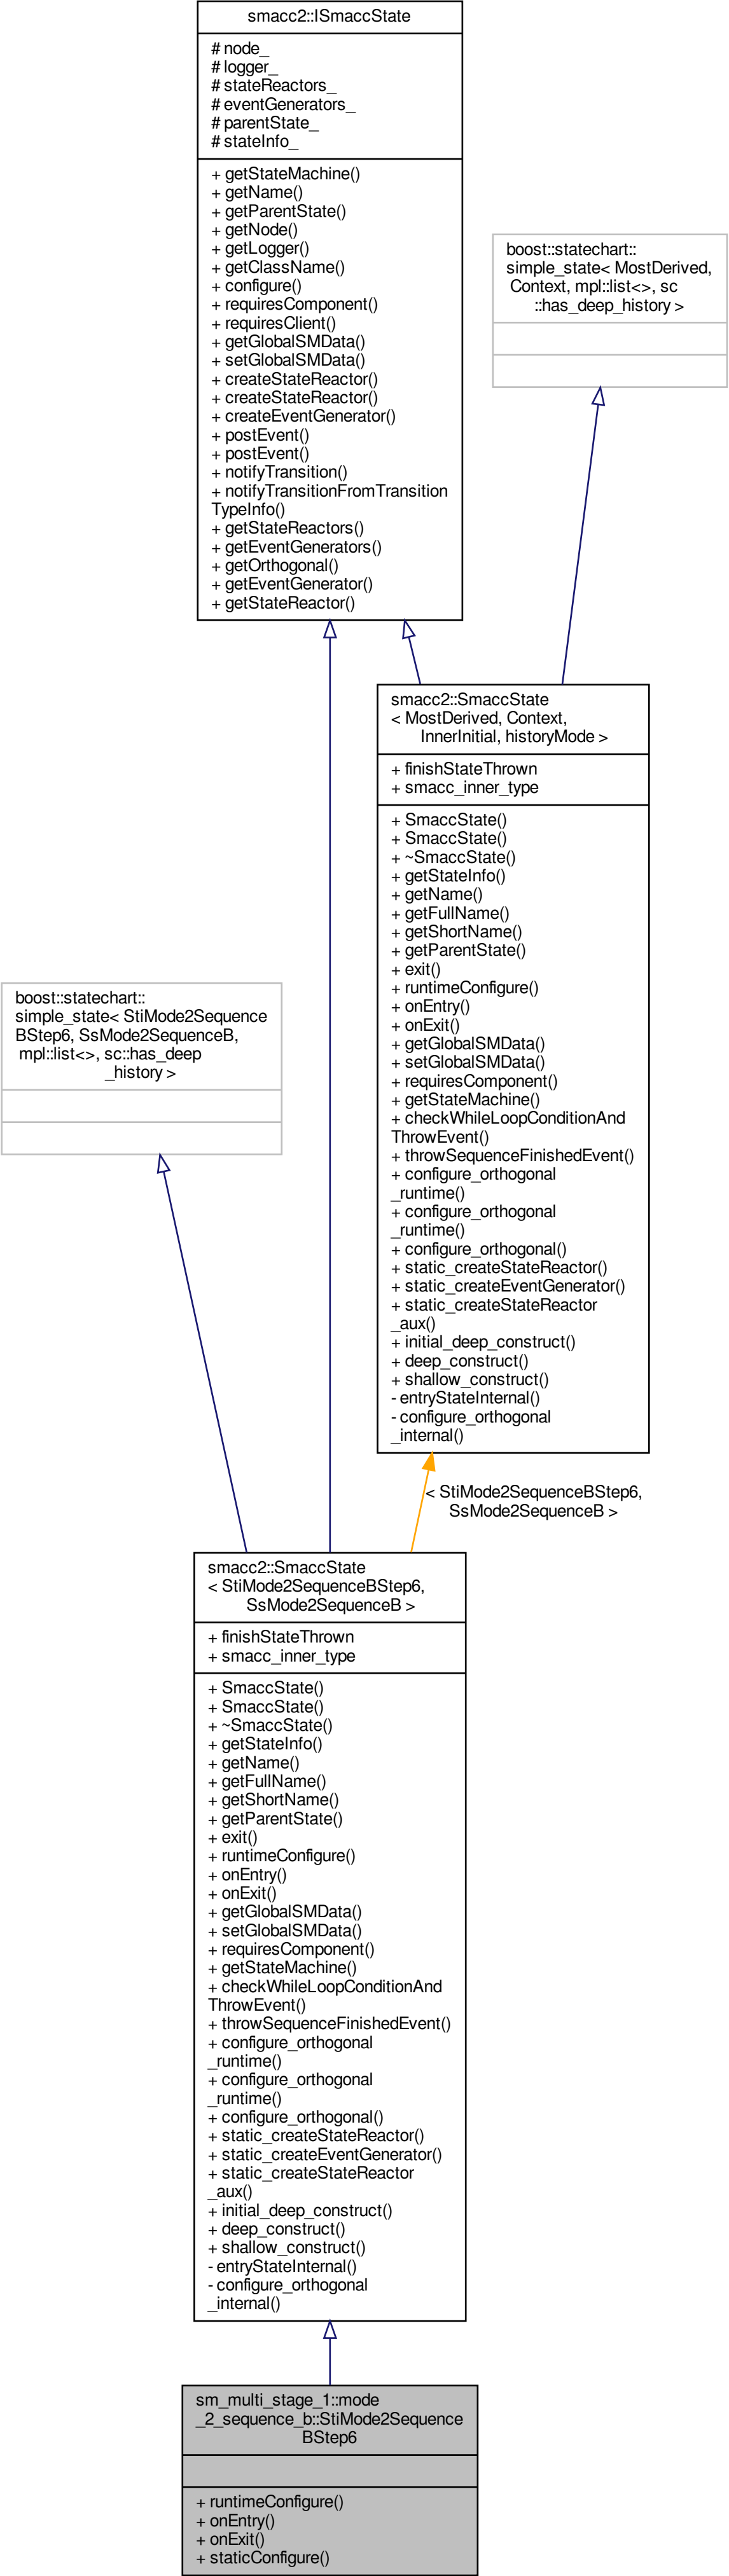 smacc2::ISmaccState
# node_
# logger_
# stateReactors_
# eventGenerators_
# parentState_
# stateInfo_
+ getStateMachine()
+ getName()
+ getParentState()
+ getNode()
+ getLogger()
+ getClassName()
+ configure()
+ requiresComponent()
+ requiresClient()
+ getGlobalSMData()
+ setGlobalSMData()
+ createStateReactor()
+ createStateReactor()
+ createEventGenerator()
+ postEvent()
+ postEvent()
+ notifyTransition()
+ notifyTransitionFromTransition
TypeInfo()
+ getStateReactors()
+ getEventGenerators()
+ getOrthogonal()
+ getEventGenerator()
+ getStateReactor()
boost::statechart::
simple_state< MostDerived,
Context, mpl::list<>, sc
::has_deep_history >
smacc2::SmaccState
< MostDerived, Context,
InnerInitial, historyMode >
+ finishStateThrown
+ smacc_inner_type
+ SmaccState()
+ SmaccState()
+ ~SmaccState()
+ getStateInfo()
+ getName()
+ getFullName()
+ getShortName()
+ getParentState()
+ exit()
+ runtimeConfigure()
+ onEntry()
+ onExit()
+ getGlobalSMData()
+ setGlobalSMData()
+ requiresComponent()
+ getStateMachine()
+ checkWhileLoopConditionAnd
ThrowEvent()
+ throwSequenceFinishedEvent()
+ configure_orthogonal
_runtime()
+ configure_orthogonal
_runtime()
+ configure_orthogonal()
+ static_createStateReactor()
+ static_createEventGenerator()
+ static_createStateReactor
_aux()
+ initial_deep_construct()
+ deep_construct()
+ shallow_construct()
- entryStateInternal()
- configure_orthogonal
_internal()
boost::statechart::
simple_state< StiMode2Sequence
BStep6, SsMode2SequenceB,
mpl::list<>, sc::has_deep
_history >
< StiMode2SequenceBStep6,
SsMode2SequenceB >
smacc2::SmaccState
< StiMode2SequenceBStep6,
SsMode2SequenceB >
+ finishStateThrown
+ smacc_inner_type
+ SmaccState()
+ SmaccState()
+ ~SmaccState()
+ getStateInfo()
+ getName()
+ getFullName()
+ getShortName()
+ getParentState()
+ exit()
+ runtimeConfigure()
+ onEntry()
+ onExit()
+ getGlobalSMData()
+ setGlobalSMData()
+ requiresComponent()
+ getStateMachine()
+ checkWhileLoopConditionAnd
ThrowEvent()
+ throwSequenceFinishedEvent()
+ configure_orthogonal
_runtime()
+ configure_orthogonal
_runtime()
+ configure_orthogonal()
+ static_createStateReactor()
+ static_createEventGenerator()
+ static_createStateReactor
_aux()
+ initial_deep_construct()
+ deep_construct()
+ shallow_construct()
- entryStateInternal()
- configure_orthogonal
_internal()
sm_multi_stage_1::mode
_2_sequence_b::StiMode2Sequence
BStep6
+ runtimeConfigure()
+ onEntry()
+ onExit()
+ staticConfigure()